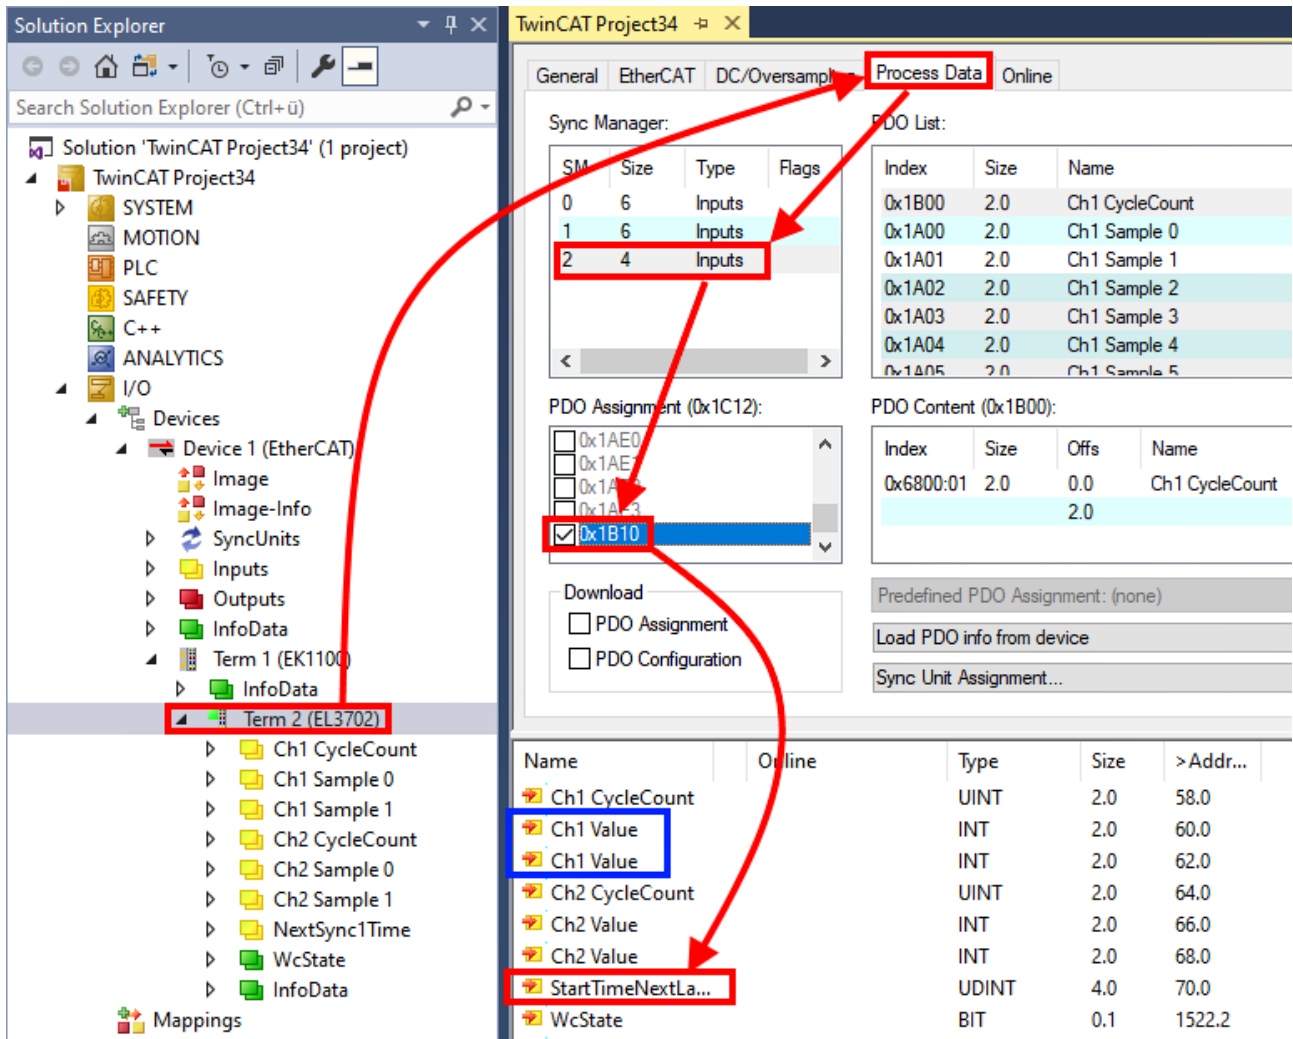 Solution Explorer
Search Solution Explorer (Ctrl+ü)
Solution 'TwinCAT Project34' (1 project)
TwinCAT Project34
SYSTEM
MOTION
PLC
SAFETY
C++
ANALYTICS
I/O
Devices
Device 1 (EtherCAT)
Image
Image-Info
SyncUnits
Inputs
Outputs
InfoData
Term 1 (EK1100)
InfoData
Term 2 (EL3702)
Ch1 CycleCount
Ch1 Sample 0
Ch1 Sample 1
Ch2 CycleCount
Ch2 Sample 0
Ch2 Sample 1
NextSync1Time
WcState
InfoData
Mappings
TwinCAT Project34
General EtherCAT DC/Oversampling Process Data Online
Sync Manager:
SM Size Type Flags
0 6 Inputs
1 6 Inputs
2 4 Inputs
PDO List:
Index Size Name
0x1B00 2.0 Ch1 CycleCount
0x1A00 2.0 Ch1 Sample 0
0x1A01 2.0 Ch1 Sample 1
0x1A02 2.0 Ch1 Sample 2
0x1A03 2.0 Ch1 Sample 3
0x1A04 2.0 Ch1 Sample 4
0x1A05 2.0 Ch1 Sample 5
PDO Assignment (0x1C12):
0x1AE0
0x1AE1
0x1AE3
0x1B10
PDO Content (0x1B00):
Index Size Offs Name
0x6800:01 2.0 0.0 Ch1 CycleCount
2.0
Download
PDO Assignment
PDO Configuration
Predefined PDO Assignment: (none)
Load PDO info from device
Sync Unit Assignment...
Name Online Type Size >Addr...
Ch1 CycleCount UINT 2.0 58.0
Ch1 Value INT 2.0 60.0
Ch1 Value INT 2.0 62.0
Ch2 CycleCount UINT 2.0 64.0
Ch2 Value INT 2.0 66.0
Ch2 Value INT 2.0 68.0
StartTimeNextLa... UDINT 4.0 70.0
WcState BIT 0.1 1522.2